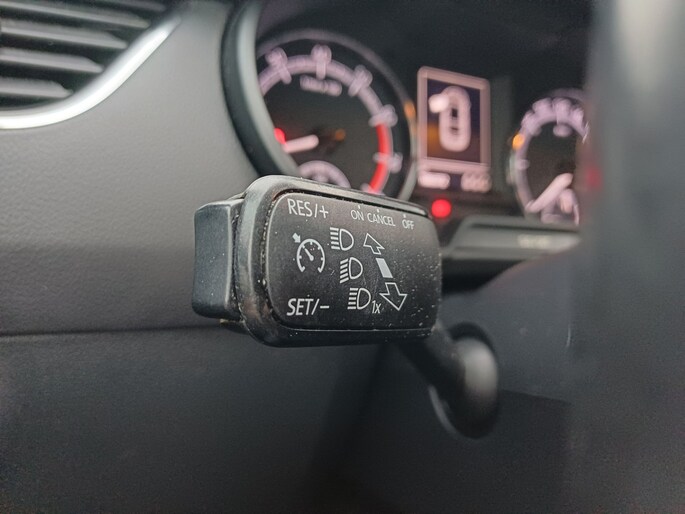 RES/+
ON CANCEL OFF
1x
SET/–